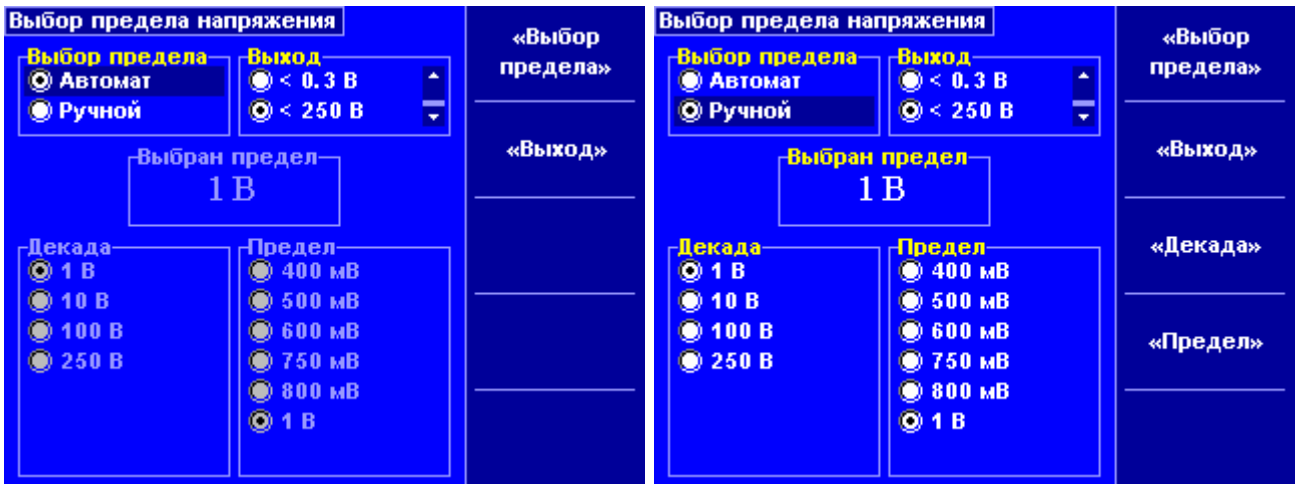 Выбор предела напряжения
Выбор предела
Автомат
Ручной
Выход
< 0.3 В
< 250 В
Выбран предел
1 В
Декада
1 В
10 В
100 В
250 В
Предел
400 мВ
500 мВ
600 мВ
750 мВ
800 мВ
1 В
«Выбор
предела»
«Выход»
Выбор предела напряжения
Выбор предела
Автомат
Ручной
Выход
< 0.3 В
< 250 В
Выбран предел
1 В
Декада
1 В
10 В
100 В
250 В
Предел
400 мВ
500 мВ
600 мВ
750 мВ
800 мВ
1 В
«Выбор
предела»
«Выход»
«Декада»
«Предел»